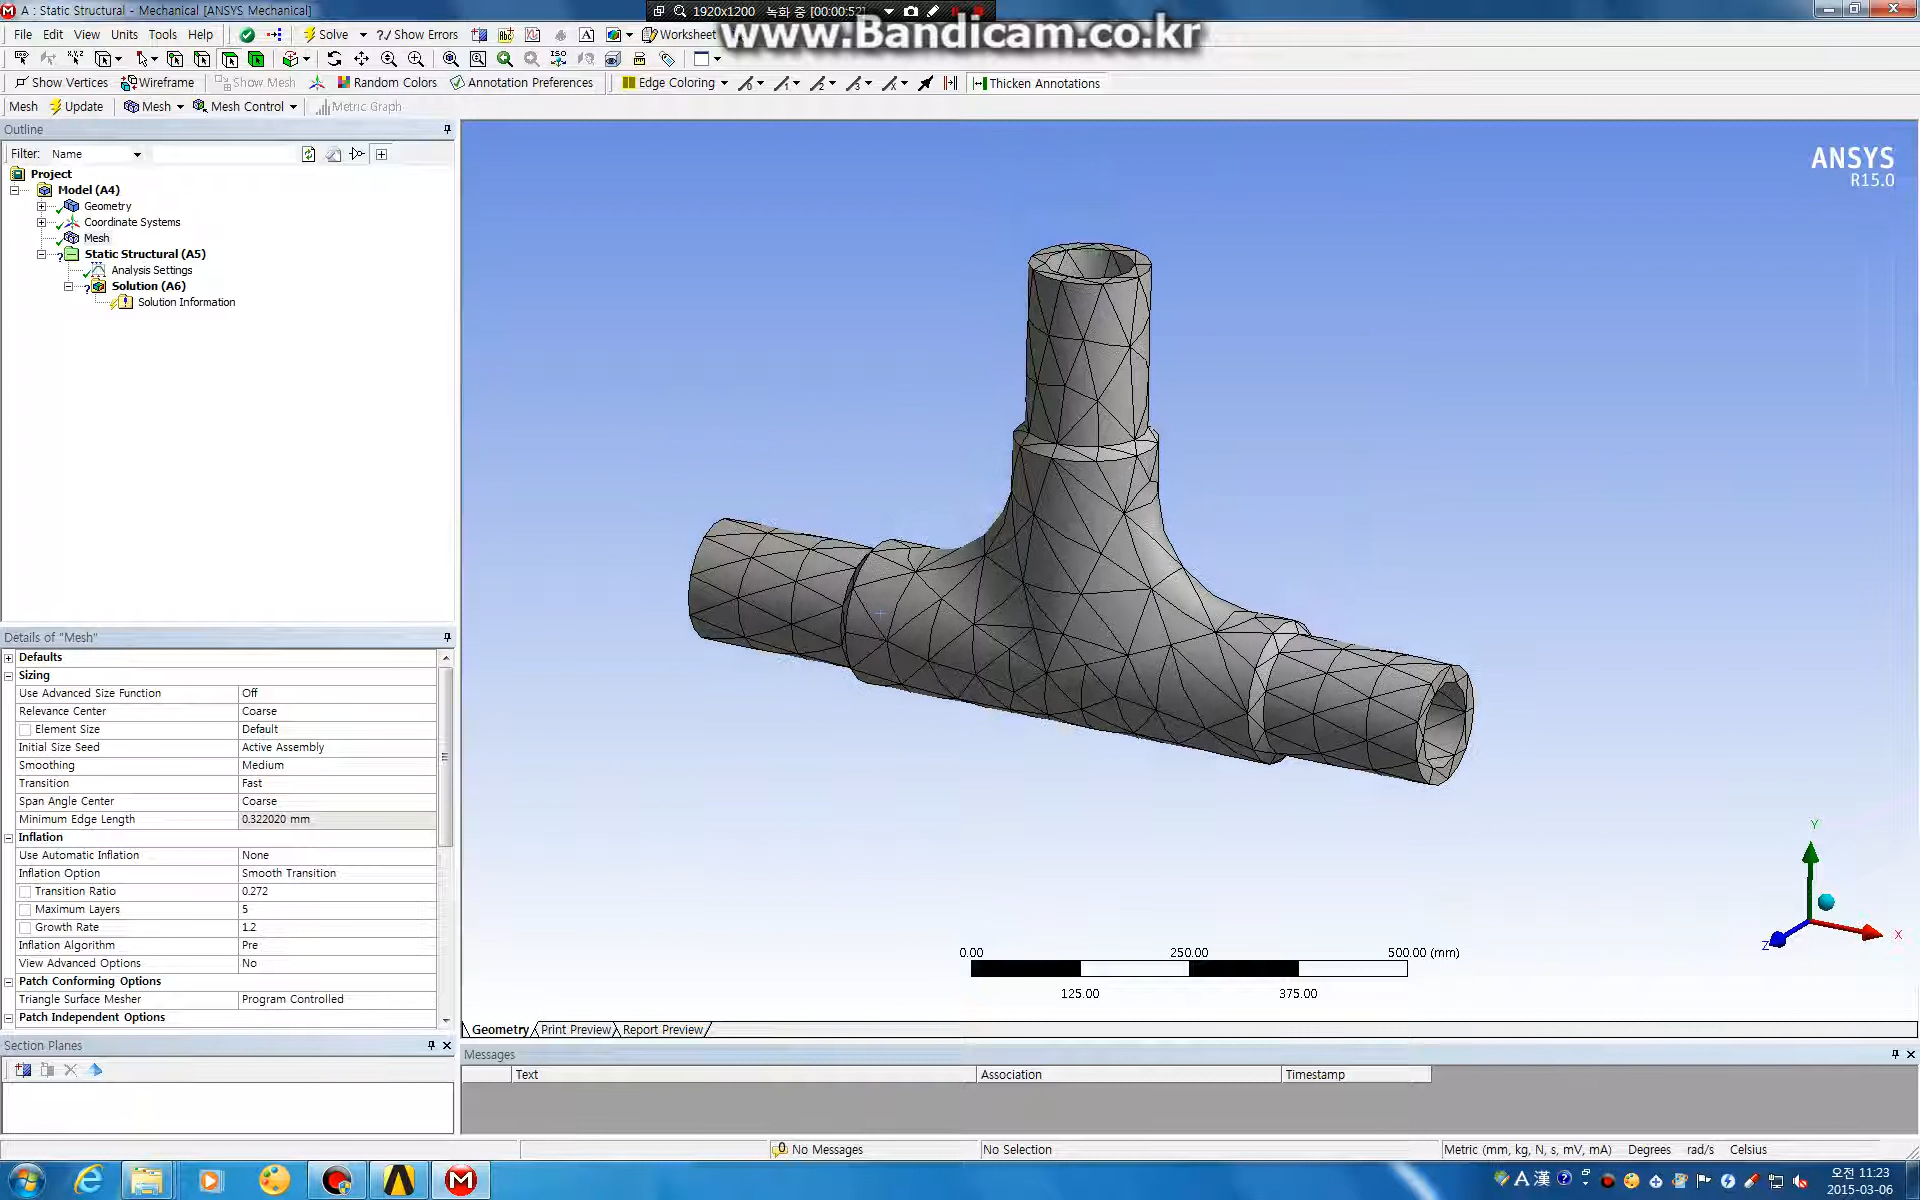 A : Static Structural - Mechanical [ANSYS Mechanical]
1920x1200 녹화 중 [00:00:52]
www.Bandicam.co.kr
File Edit View Units Tools Help Solve ?/ Show Errors Worksheet
Show Vertices Wireframe Show Mesh Random Colors Annotation Preferences Edge Coloring Thicken Annotations
Mesh Update Mesh Mesh Control Metric Graph
Outline
Filter: Name
Project
Model (A4)
Geometry
Coordinate Systems
Mesh
Static Structural (A5)
Analysis Settings
Solution (A6)
Solution Information
Details of "Mesh"
Defaults
Sizing
Use Advanced Size Function Off
Relevance Center Coarse
Element Size Default
Initial Size Seed Active Assembly
Smoothing Medium
Transition Fast
Span Angle Center Coarse
Minimum Edge Length 0.322020 mm
Inflation
Use Automatic Inflation None
Inflation Option Smooth Transition
Transition Ratio 0.272
Maximum Layers 5
Growth Rate 1.2
Inflation Algorithm Pre
View Advanced Options No
Patch Conforming Options
Triangle Surface Mesher Program Controlled
Patch Independent Options
Section Planes
ANSYS
R15.0
Y
X
Z
0.00 250.00 500.00 (mm)
125.00 375.00
Geometry Print Preview Report Preview
Messages
Text Association Timestamp
No Messages No Selection Metric (mm, kg, N, s, mV, mA) Degrees rad/s Celsius
A 漢
오전 11:23
2015-03-06